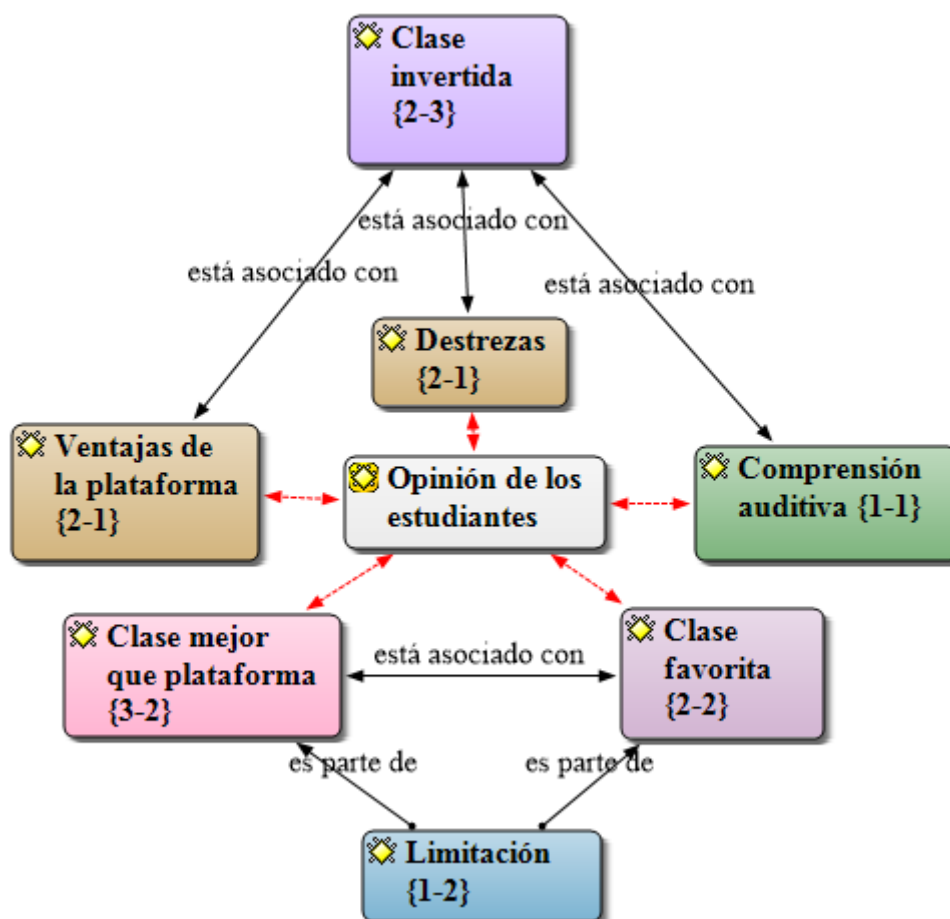 Clase
invertida
{2-3}
está asociado con
está asociado con
está asociado con
Destrezas
{2-1}
Ventajas de
la plataforma
{2-1}
Opinión de los
estudiantes
Comprensión
auditiva {1-1}
Clase mejor
que plataforma
{3-2}
está asociado con
Clase
favorita
{2-2}
es parte de
es parte de
Limitación
{1-2}